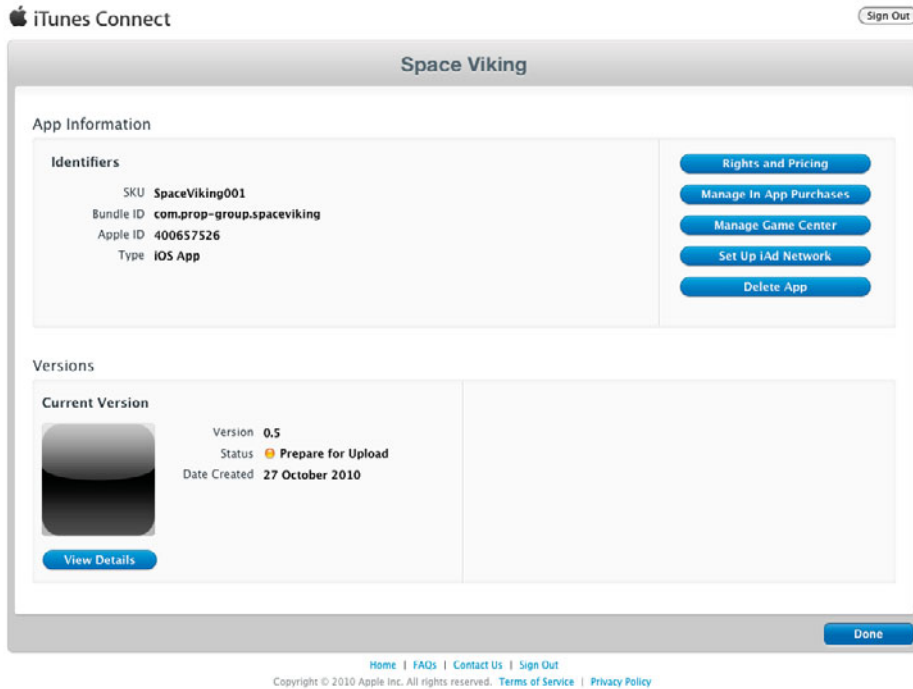 iTunes Connect
Sign Out
Space Viking
App Information
Identifiers
SKU SpaceViking001
Bundle ID com.prop-group.spaceviking
Apple ID 400657526
Type iOS App
Rights and Pricing
Manage In App Purchases
Manage Game Center
Set Up iAd Network
Delete App
Versions
Current Version
Version 0.5
Status Prepare for Upload
Date Created 27 October 2010
View Details
Done
Home | FAQs | Contact Us | Sign Out
Copyright © 2010 Apple Inc. All rights reserved. Terms of Service | Privacy Policy